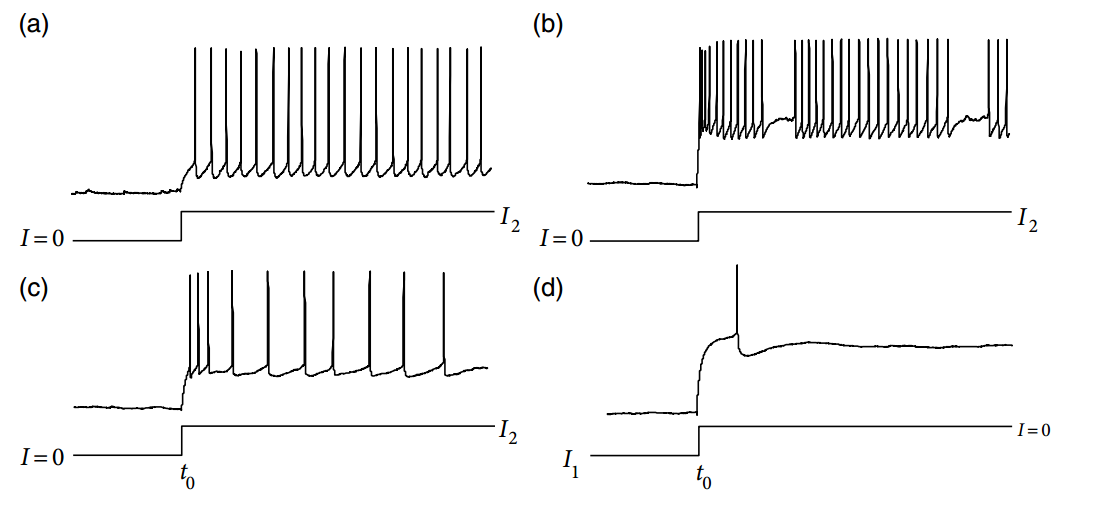 (a)
(b)
I = 0
I₂
I = 0
I₂
(c)
(d)
I = 0
I₂
t₀
I₁
I = 0
t₀